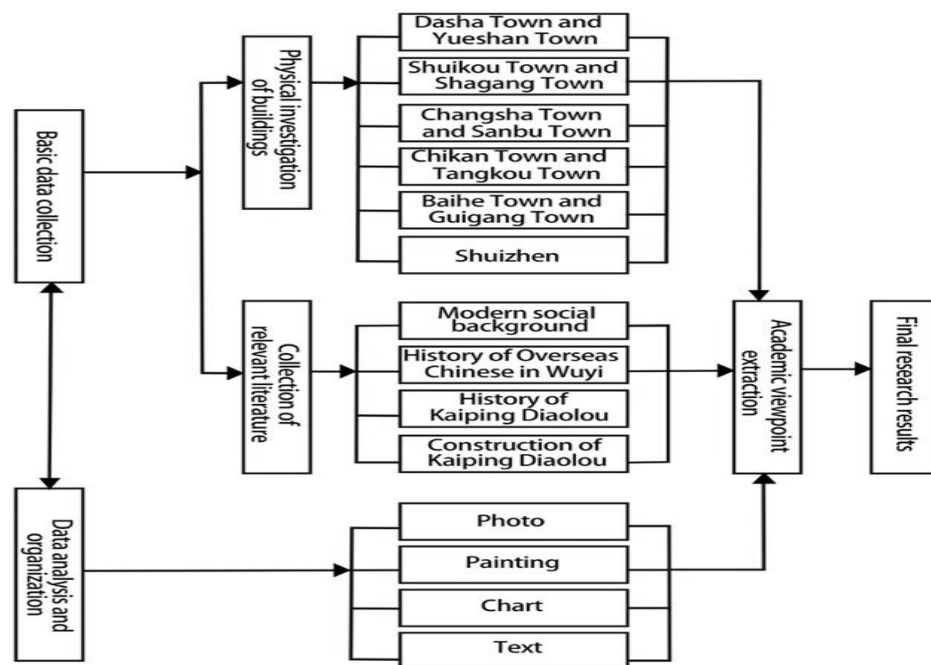 Basic data collection
Data analysis and
organization
Physical investigation
of buildings
Collection of
relevant literature
Dasha Town and
Yueshan Town
Shuikou Town and
Shagang Town
Changsha Town
and Sanbu Town
Chikan Town and
Tangkou Town
Baihe Town and
Guigang Town
Shuizhen
Modern social
background
History of Overseas
Chinese in Wuyi
History of
Kaiping Diaolou
Construction of
Kaiping Diaolou
Photo
Painting
Chart
Text
Academic viewpoint
extraction
Final research results